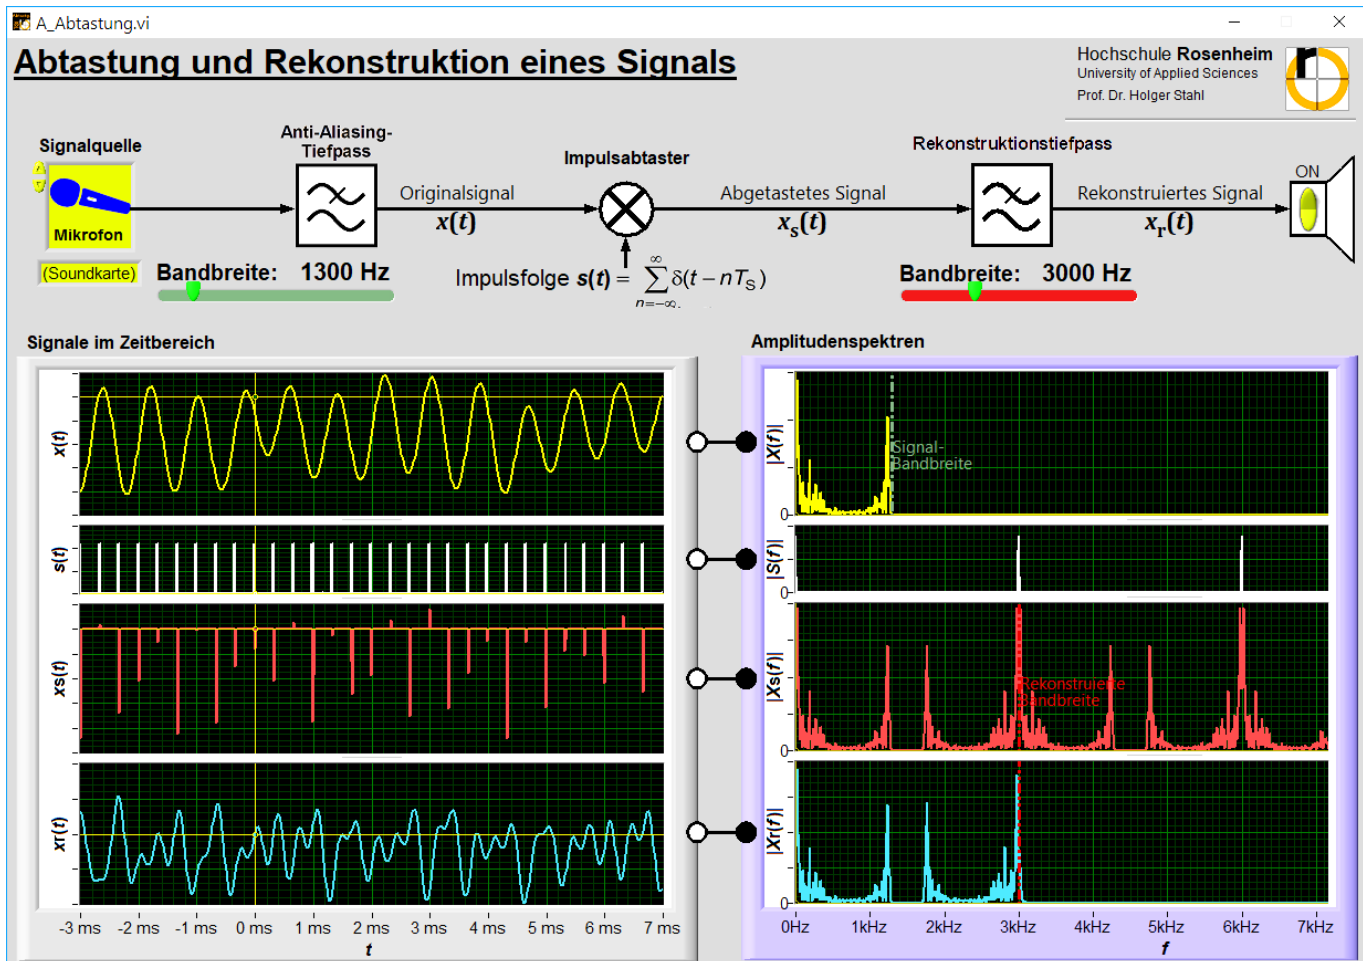 A_Abtastung.vi
Abtastung und Rekonstruktion eines Signals
Hochschule Rosenheim
University of Applied Sciences
Prof. Dr. Holger Stahl
Signalquelle
Anti-Aliasing-
Tiefpass
Impulsabtaster
Rekonstruktionstiefpass
Originalsignal
x(t)
Abgetastetes Signal
xs(t)
Rekonstruiertes Signal
xr(t)
ON
Mikrofon
(Soundkarte)
Bandbreite: 1300 Hz
Impulsfolge s(t) = ∑ δ(t − nTS)
∞
n=−∞
Bandbreite: 3000 Hz
Signale im Zeitbereich
Amplitudenspektren
x(t)
s(t)
xs(t)
xr(t)
-3 ms -2 ms -1 ms 0 ms 1 ms 2 ms 3 ms 4 ms 5 ms 6 ms 7 ms
t
|X(f)|
0
Signal-
Bandbreite
|S(f)|
0
|Xs(f)|
0
Rekonstruierte
Bandbreite
|Xr(f)|
0
0Hz 1kHz 2kHz 3kHz 4kHz 5kHz 6kHz 7kHz
f